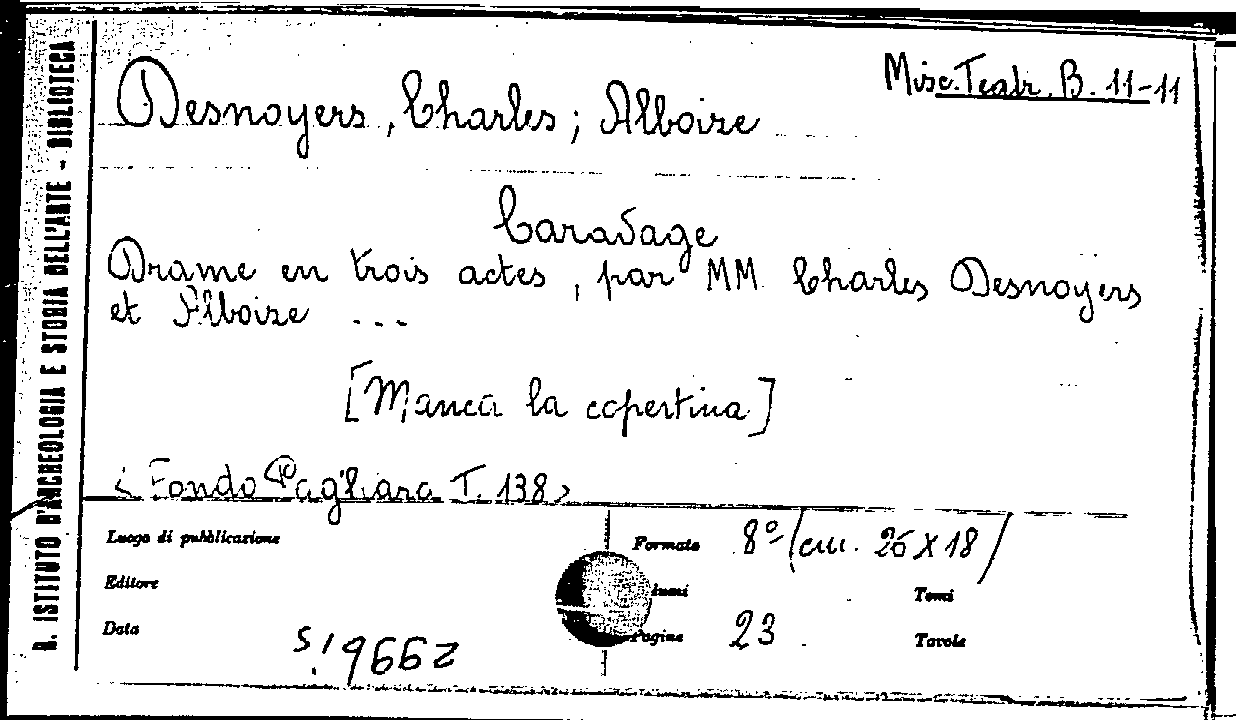 R. ISTITUTO D'ARCHEOLOGIA E STORIA DELL'ARTE - BIBLIOTECA
Misc. Teatr. B. 11-11
Desnoyers, Charles; Alboize
Caravage
Drame en trois actes, par MM Charles Desnoyers
et Alboize ...
[Manca la copertina]
< Fondo Pagliara T. 138 >
Luogo di pubblicazione
Editore
Data
Formato 8º/cm. 26 X 18/
Tomi
Pagine 23
Tavole